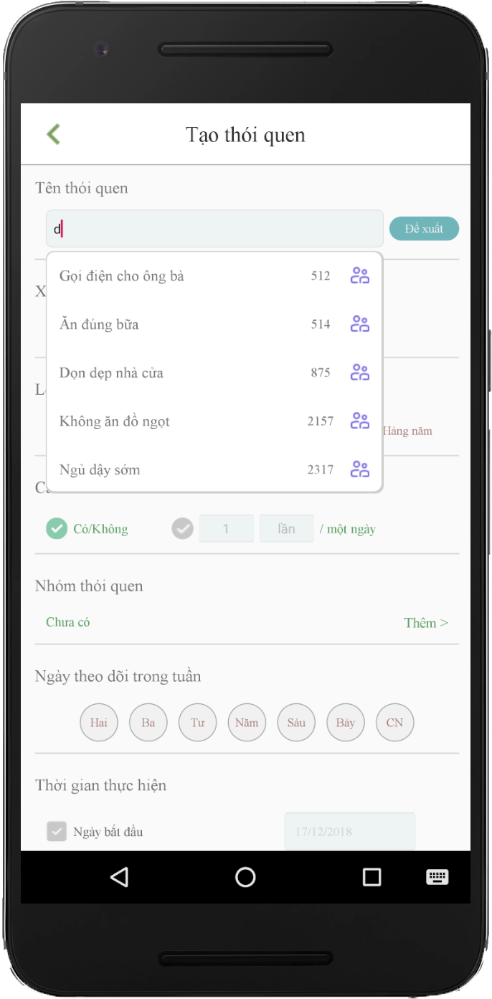 Tạo thói quen
Tên thói quen
d
Đề xuất
Gọi điện cho ông bà 512
Ăn đúng bữa 514
Dọn dẹp nhà cửa 875
Không ăn đồ ngọt 2157
Hàng năm
Ngủ dậy sớm 2317
Có/Không 1 lần / một ngày
Nhóm thói quen
Chưa có Thêm >
Ngày theo dõi trong tuần
Hai Ba Tư Năm Sáu Bảy CN
Thời gian thực hiện
Ngày bắt đầu 17/12/2018